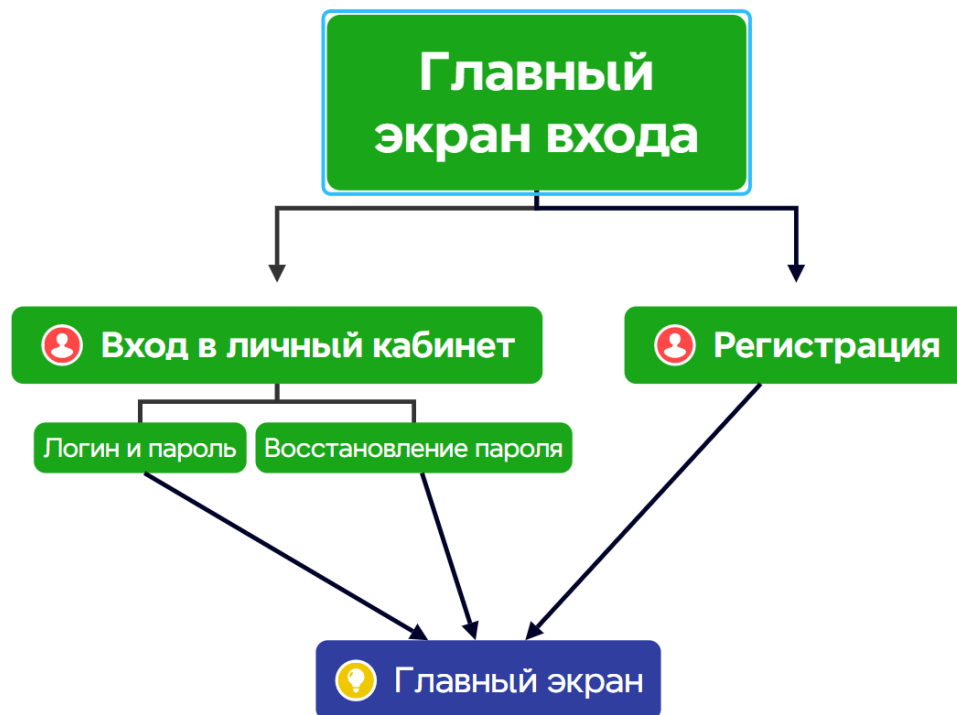 Главный
экран входа
Вход в личный кабинет
Регистрация
Логин и пароль
Восстановление пароля
Главный экран